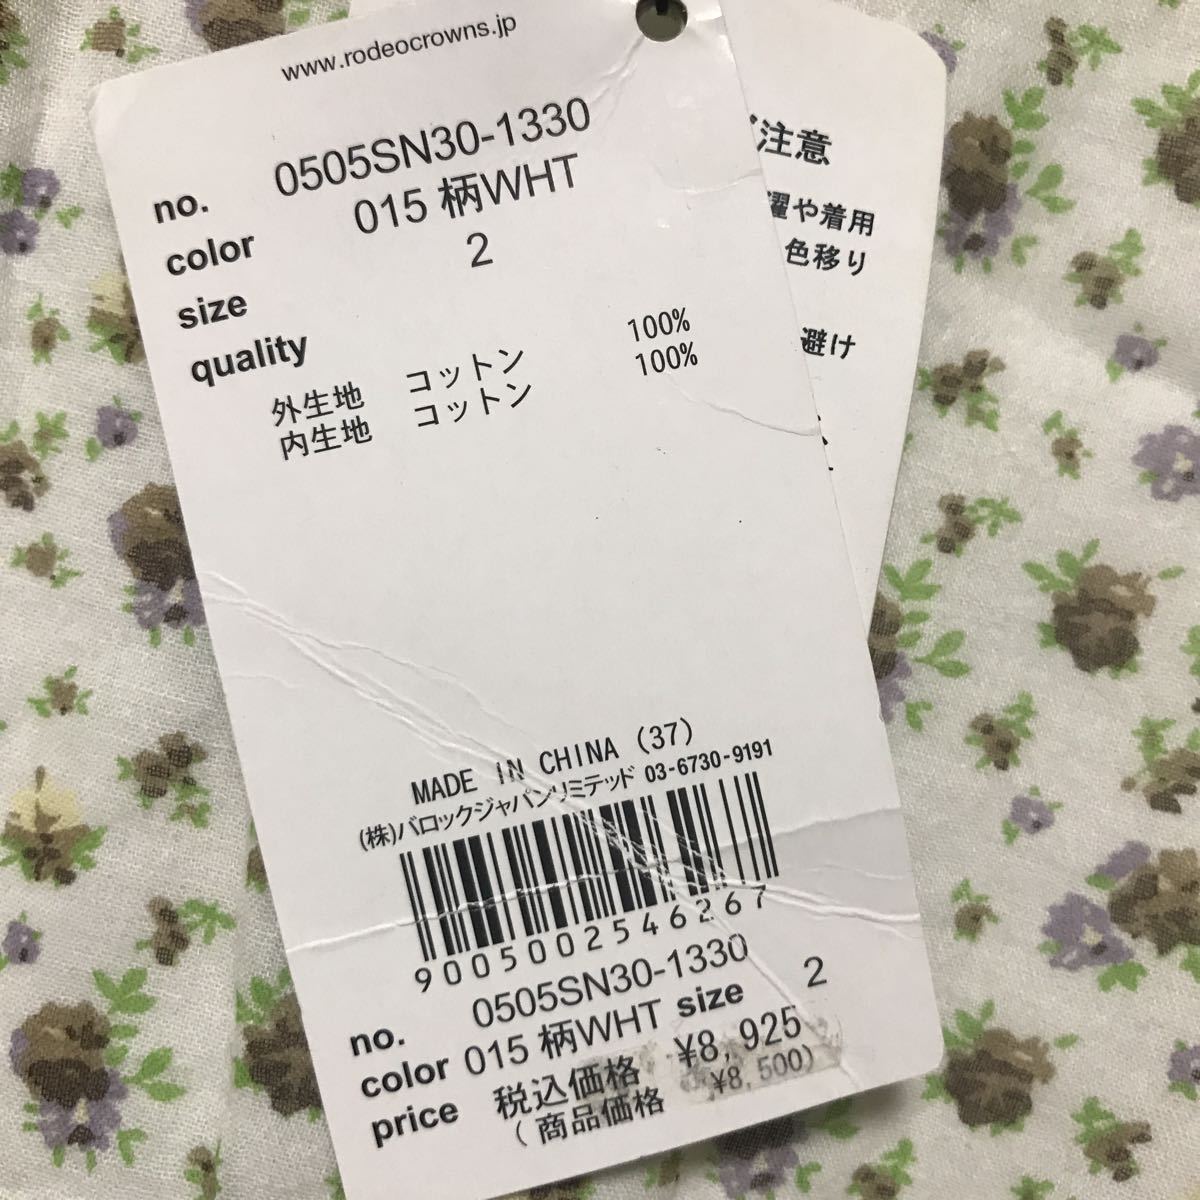 www.rodeocrowns.jp
no. 0505SN30-1330
color 015 柄WHT
size 2
quality
外生地 コットン 100%
内生地 コットン 100%
MADE IN CHINA (37)
(株)バロックジャパンリミテッド 03-6730-9191
9005002546267
no. 0505SN30-1330
color 015 柄WHT size 2
price 税込価格 ¥8,925
(商品価格 ¥8,500)
注意
濯や着用
色移り
避け